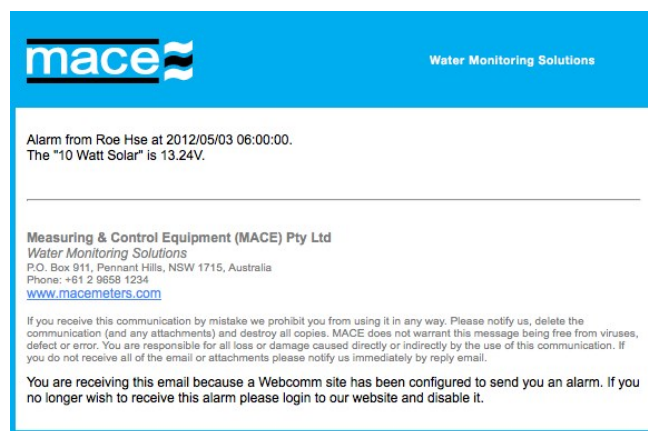 mace
Water Monitoring Solutions
Alarm from Roe Hse at 2012/05/03 06:00:00.
The "10 Watt Solar" is 13.24V.
Measuring & Control Equipment (MACE) Pty Ltd
Water Monitoring Solutions
P.O. Box 911, Pennant Hills, NSW 1715, Australia
Phone: +61 2 9658 1234
www.macemeters.com
If you receive this communication by mistake we prohibit you from using it in any way. Please notify us, delete the
communication (and any attachments) and destroy all copies. MACE does not warrant this message being free from viruses,
defect or error. You are responsible for all loss or damage caused directly or indirectly by the use of this communication. If
you do not receive all of the email or attachments please notify us immediately by reply email.
You are receiving this email because a Webcomm site has been configured to send you an alarm. If you
no longer wish to receive this alarm please login to our website and disable it.